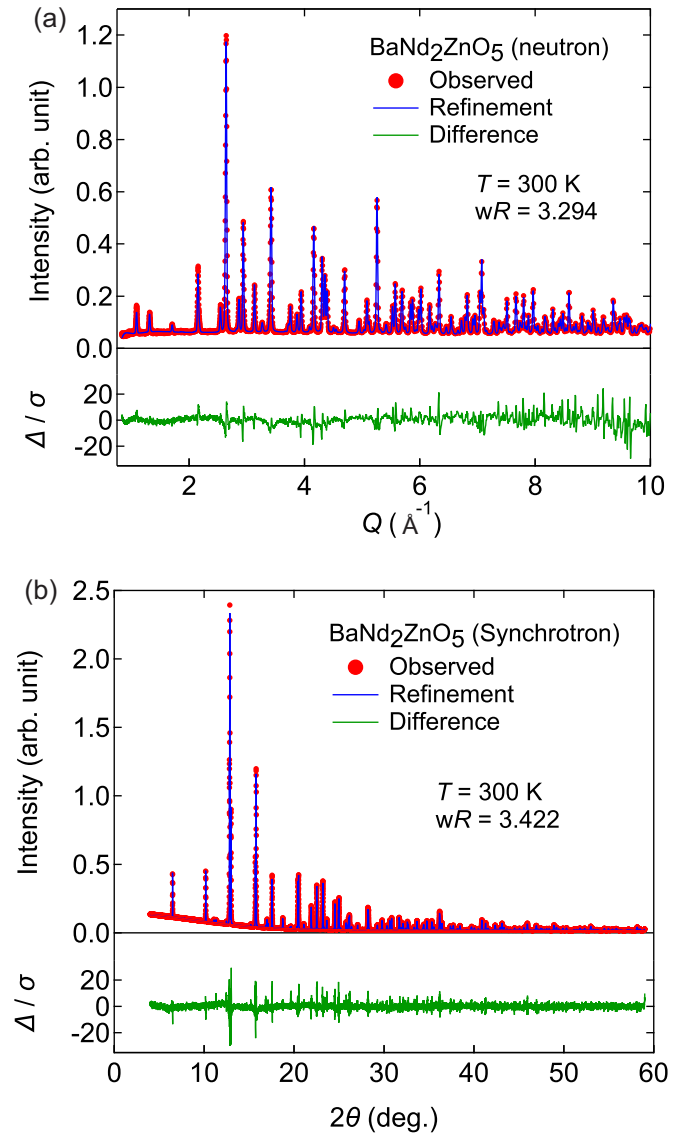 (a)
1.2
1.0
0.8
0.6
0.4
0.2
0.0
Intensity (arb. unit)
BaNd₂ZnO₅ (neutron)
Observed
Refinement
Difference
T = 300 K
wR = 3.294
20
0
-20
Δ / σ
2 4 6 8 10
Q (Å⁻¹)
(b)
2.5
2.0
1.5
1.0
0.5
0.0
Intensity (arb. unit)
BaNd₂ZnO₅ (Synchrotron)
Observed
Refinement
Difference
T = 300 K
wR = 3.422
20
0
-20
Δ / σ
0 10 20 30 40 50 60
2θ (deg.)